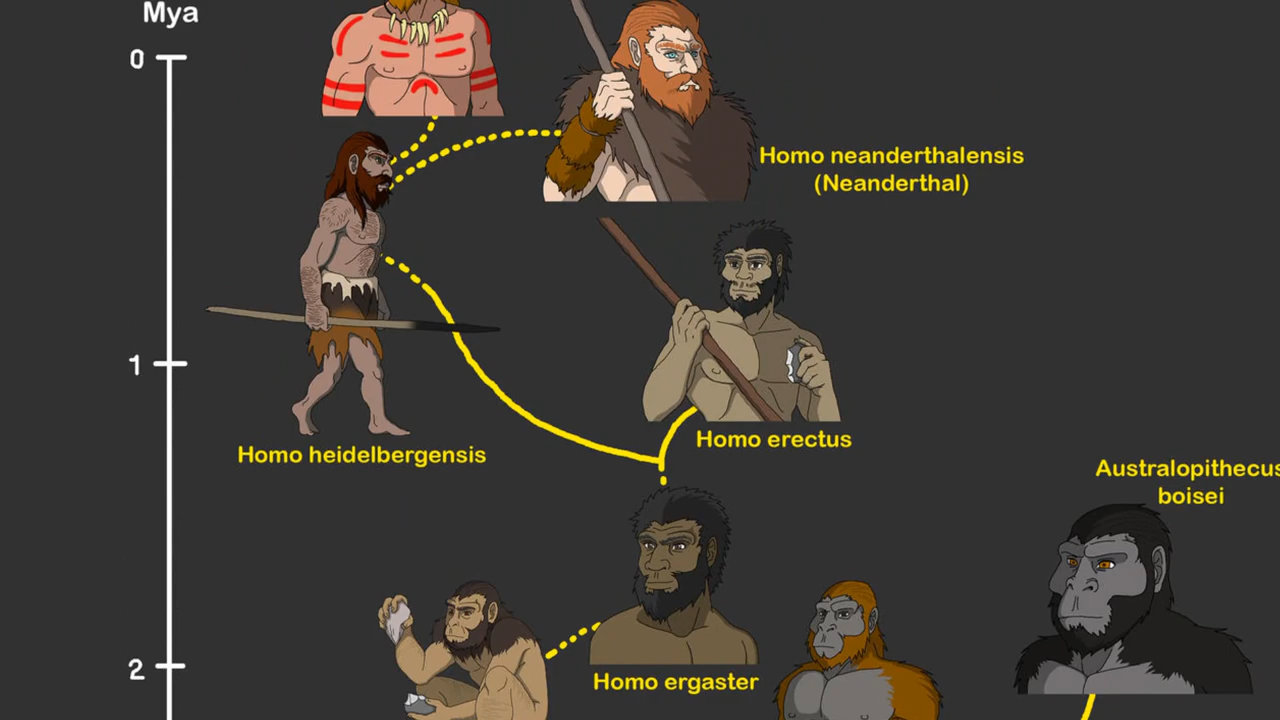 Mya
0
Homo neanderthalensis
(Neanderthal)
1
Homo erectus
Homo heidelbergensis
Australopithecus
boisei
2
Homo ergaster